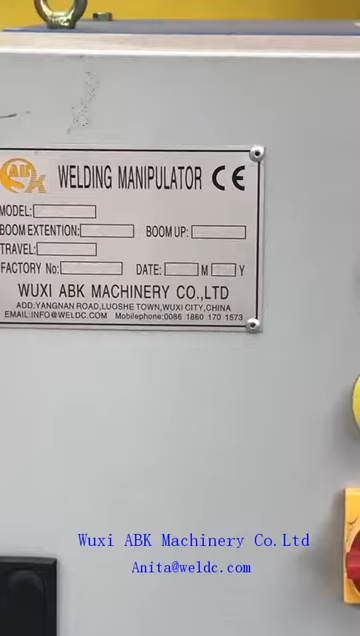 ABK WELDING MANIPULATOR CE
MODEL:
BOOM EXTENTION: BOOM UP:
TRAVEL:
FACTORY No: DATE: M Y
WUXI ABK MACHINERY CO.,LTD
ADD:YANGNAN ROAD,LUOSHE TOWN,WUXI CITY,CHINA
EMAIL:INFO@WELDC.COM Mobilephone:0086 1860 170 1573
Wuxi ABK Machinery Co.Ltd
Anita@weldc.com